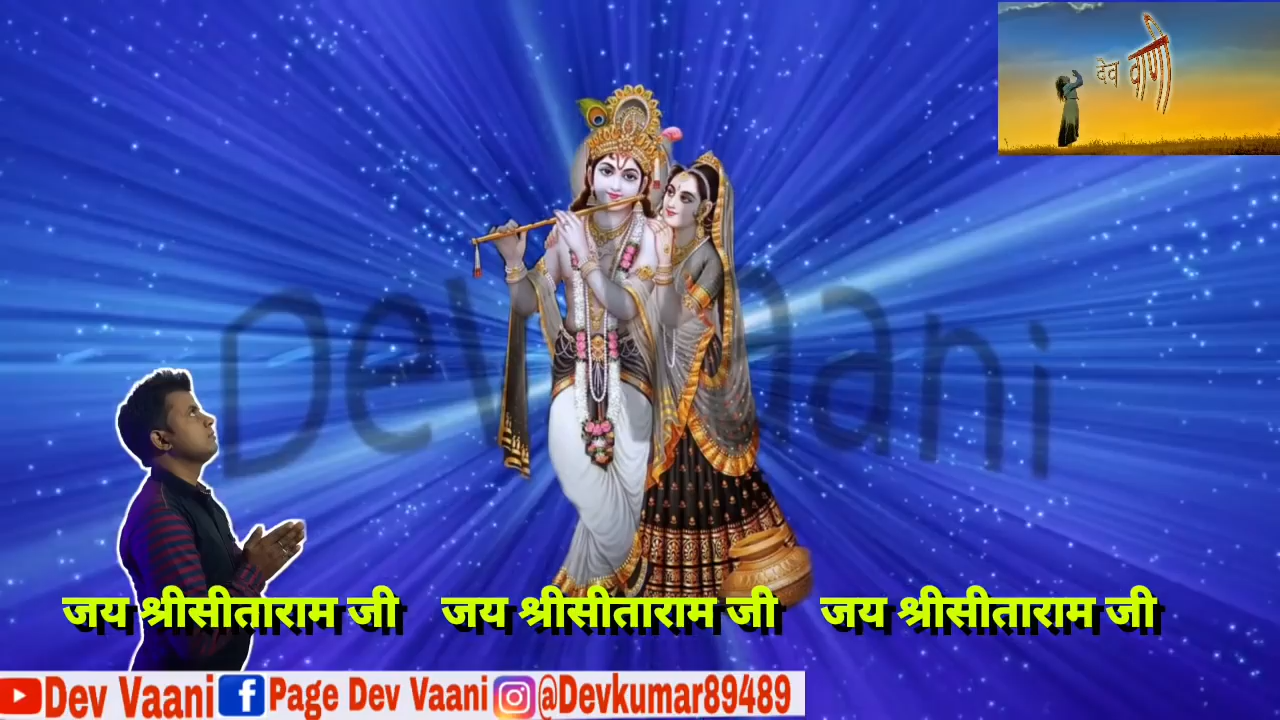 देव वाणी
Dev Vaani
जय श्रीसीताराम जी जय श्रीसीताराम जी जय श्रीसीताराम जी
Dev Vaani Page Dev Vaani @Devkumar89489